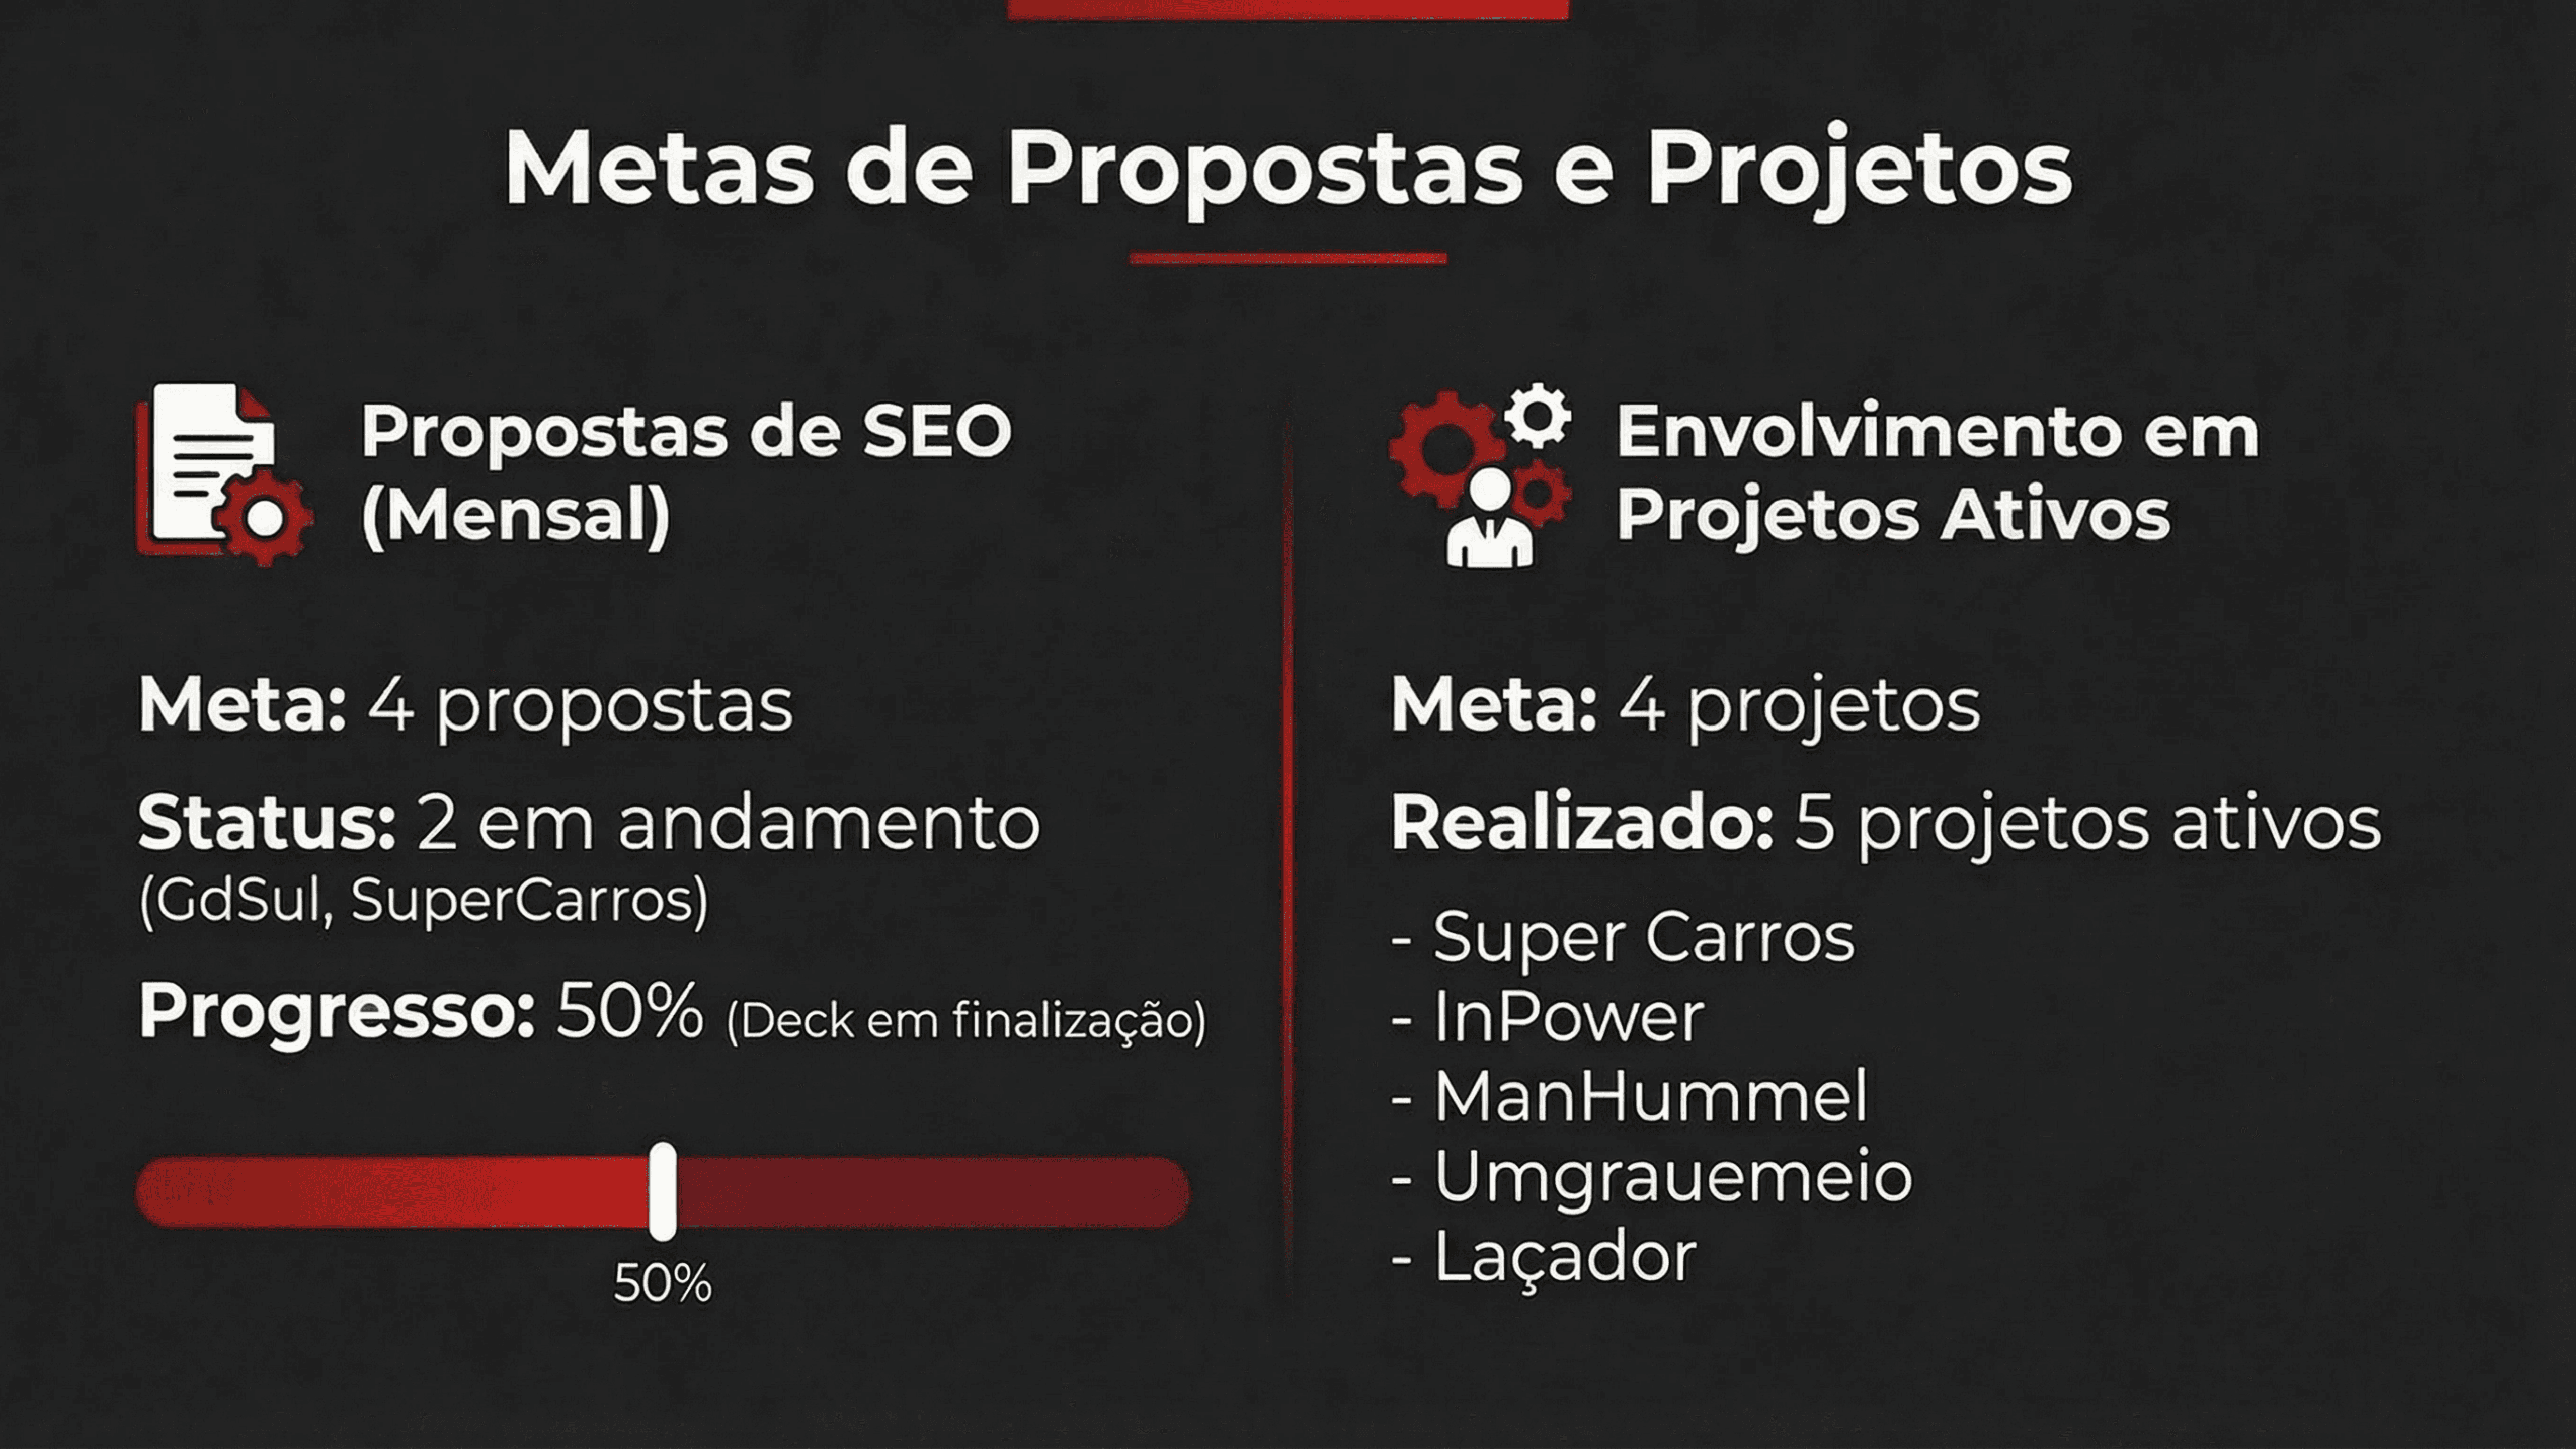 Metas de Propostas e Projetos
Propostas de SEO
(Mensal)
Meta: 4 propostas
Status: 2 em andamento
(GdSul, SuperCarros)
Progresso: 50% (Deck em finalização)
50%
Envolvimento em
Projetos Ativos
Meta: 4 projetos
Realizado: 5 projetos ativos
- Super Carros
- InPower
- ManHummel
- Umgrauemeio
- Laçador